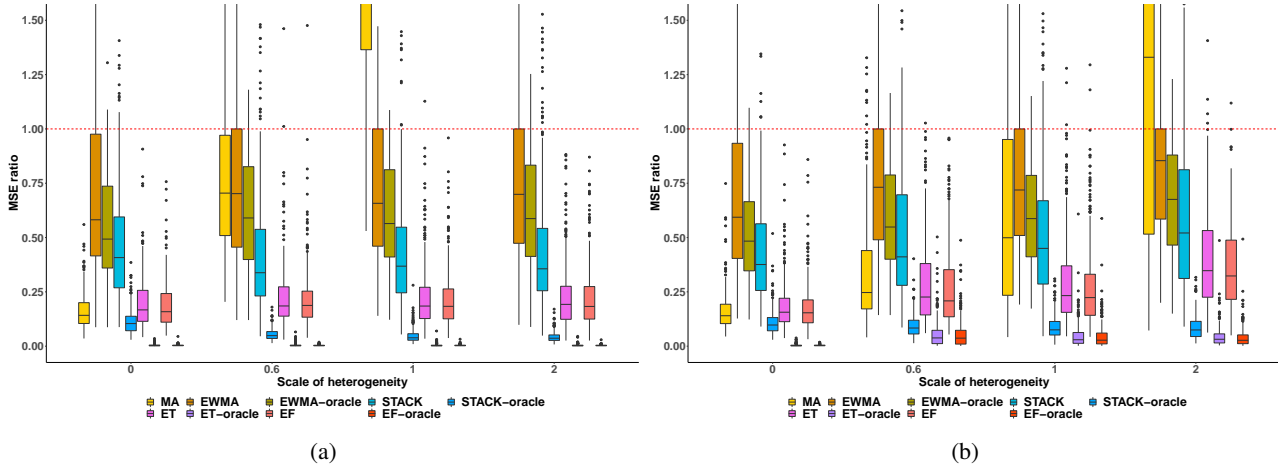 1.50
1.25
1.00
0.75
0.50
0.25
0.00
MSE ratio
0
0.6
1
2
Scale of heterogeneity
MA EWMA EWMA−oracle STACK STACK−oracle
ET ET−oracle EF EF−oracle
(a)
1.50
1.25
1.00
0.75
0.50
0.25
0.00
MSE ratio
0
0.6
1
2
Scale of heterogeneity
MA EWMA EWMA−oracle STACK STACK−oracle
ET ET−oracle EF EF−oracle
(b)